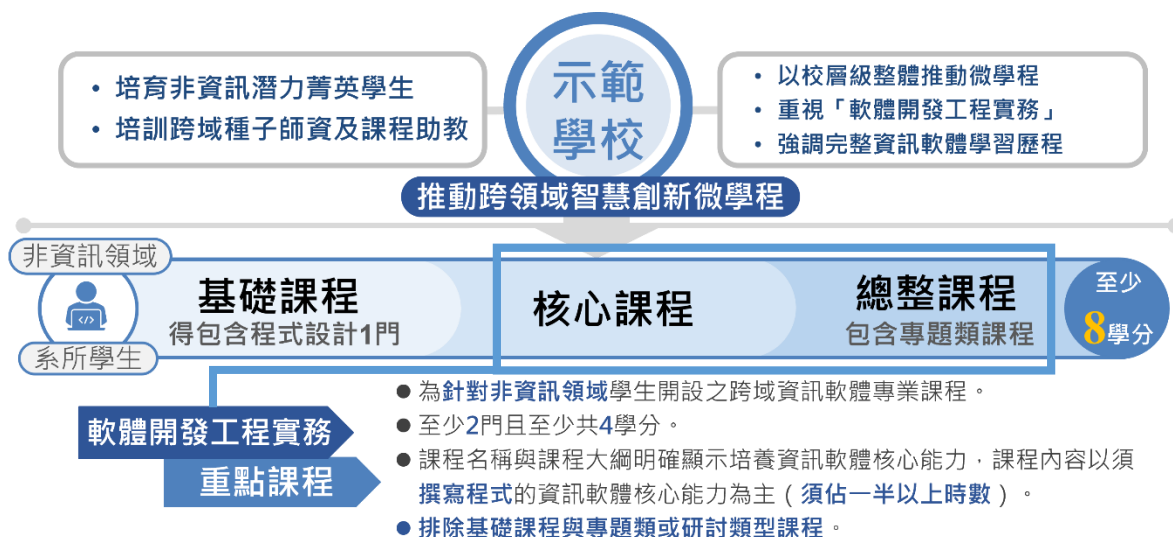 • 培育非資訊潛力菁英學生
• 培訓跨域種子師資及課程助教
示範
學校
• 以校層級整體推動微學程
• 重視「軟體開發工程實務」
• 強調完整資訊軟體學習歷程
推動跨領域智慧創新微學程
非資訊領域
</>
系所學生
基礎課程
得包含程式設計1門
核心課程
總整課程
包含專題類課程
至少
8學分
軟體開發工程實務
重點課程
● 為針對非資訊領域學生開設之跨域資訊軟體專業課程。
● 至少2門且至少共4學分。
● 課程名稱與課程大綱明確顯示培養資訊軟體核心能力，課程內容以須
撰寫程式的資訊軟體核心能力為主（須佔一半以上時數）。
● 排除基礎課程與專題類或研討類型課程。